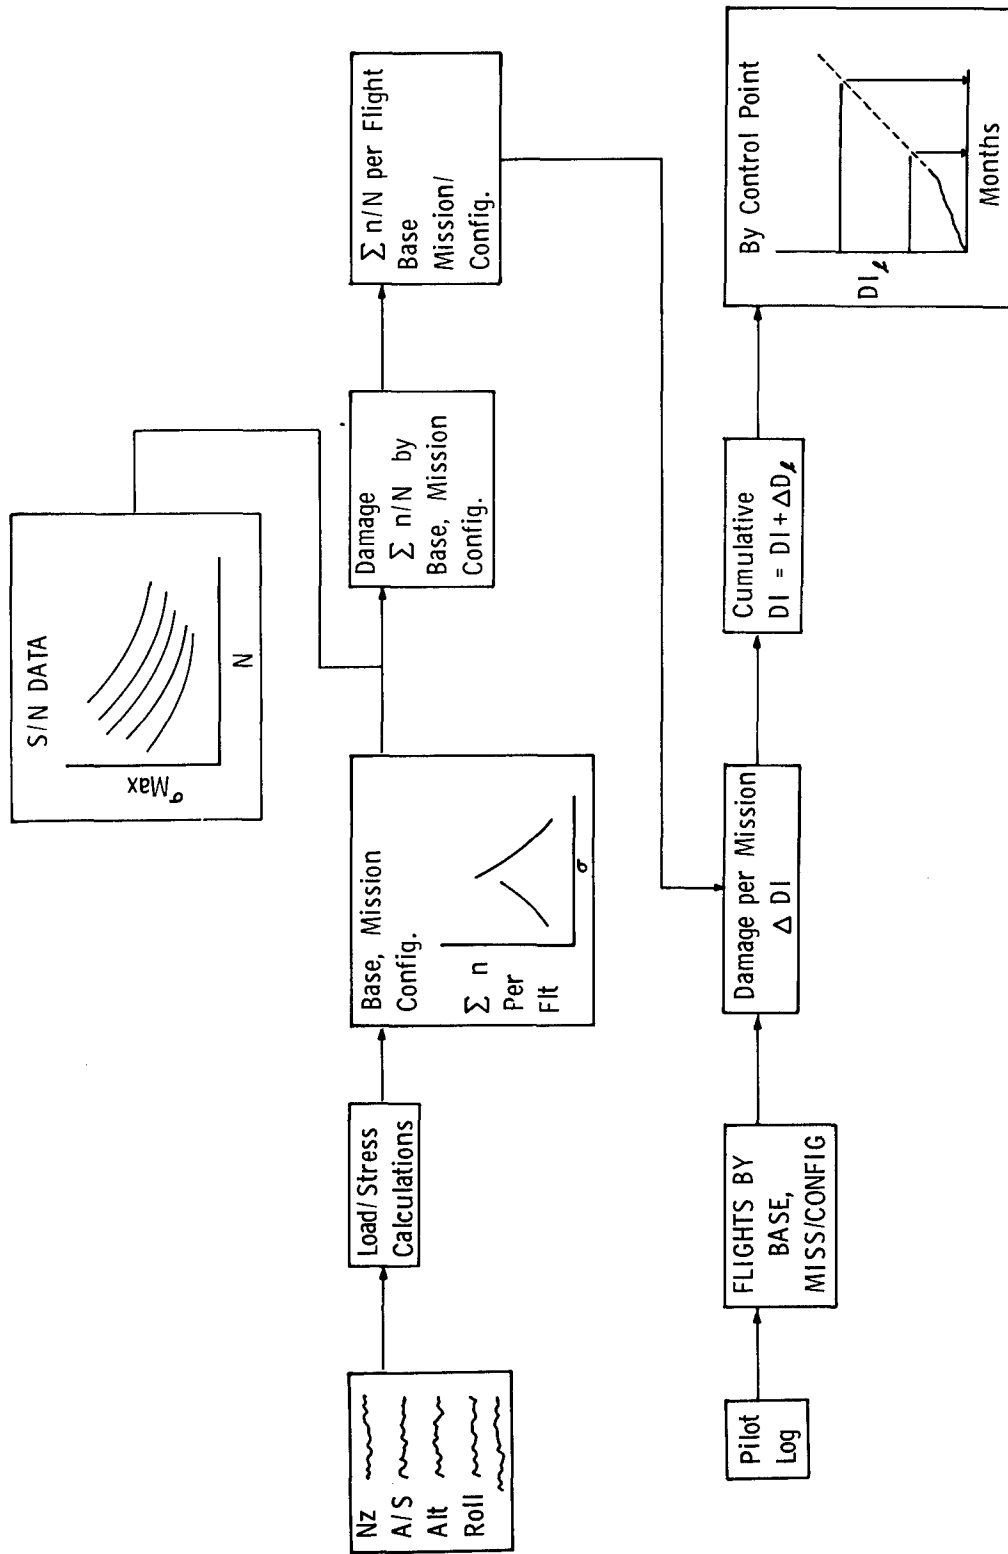 Nz
A/S
Alt
Roll
Load/Stress
Calculations
Base, Mission
Config.
Σ n
Per
Flt
σ
S/N DATA
σMax
N
Damage
Σ n/N by
Base, Mission
Config.
Σ n/N per Flight
Base
Mission/
Config.
Pilot
Log
FLIGHTS BY
BASE,
MISS/CONFIG
Damage per Mission
Δ DI
Cumulative
DI = DI + ΔDℓ
By Control Point
DIℓ
Months